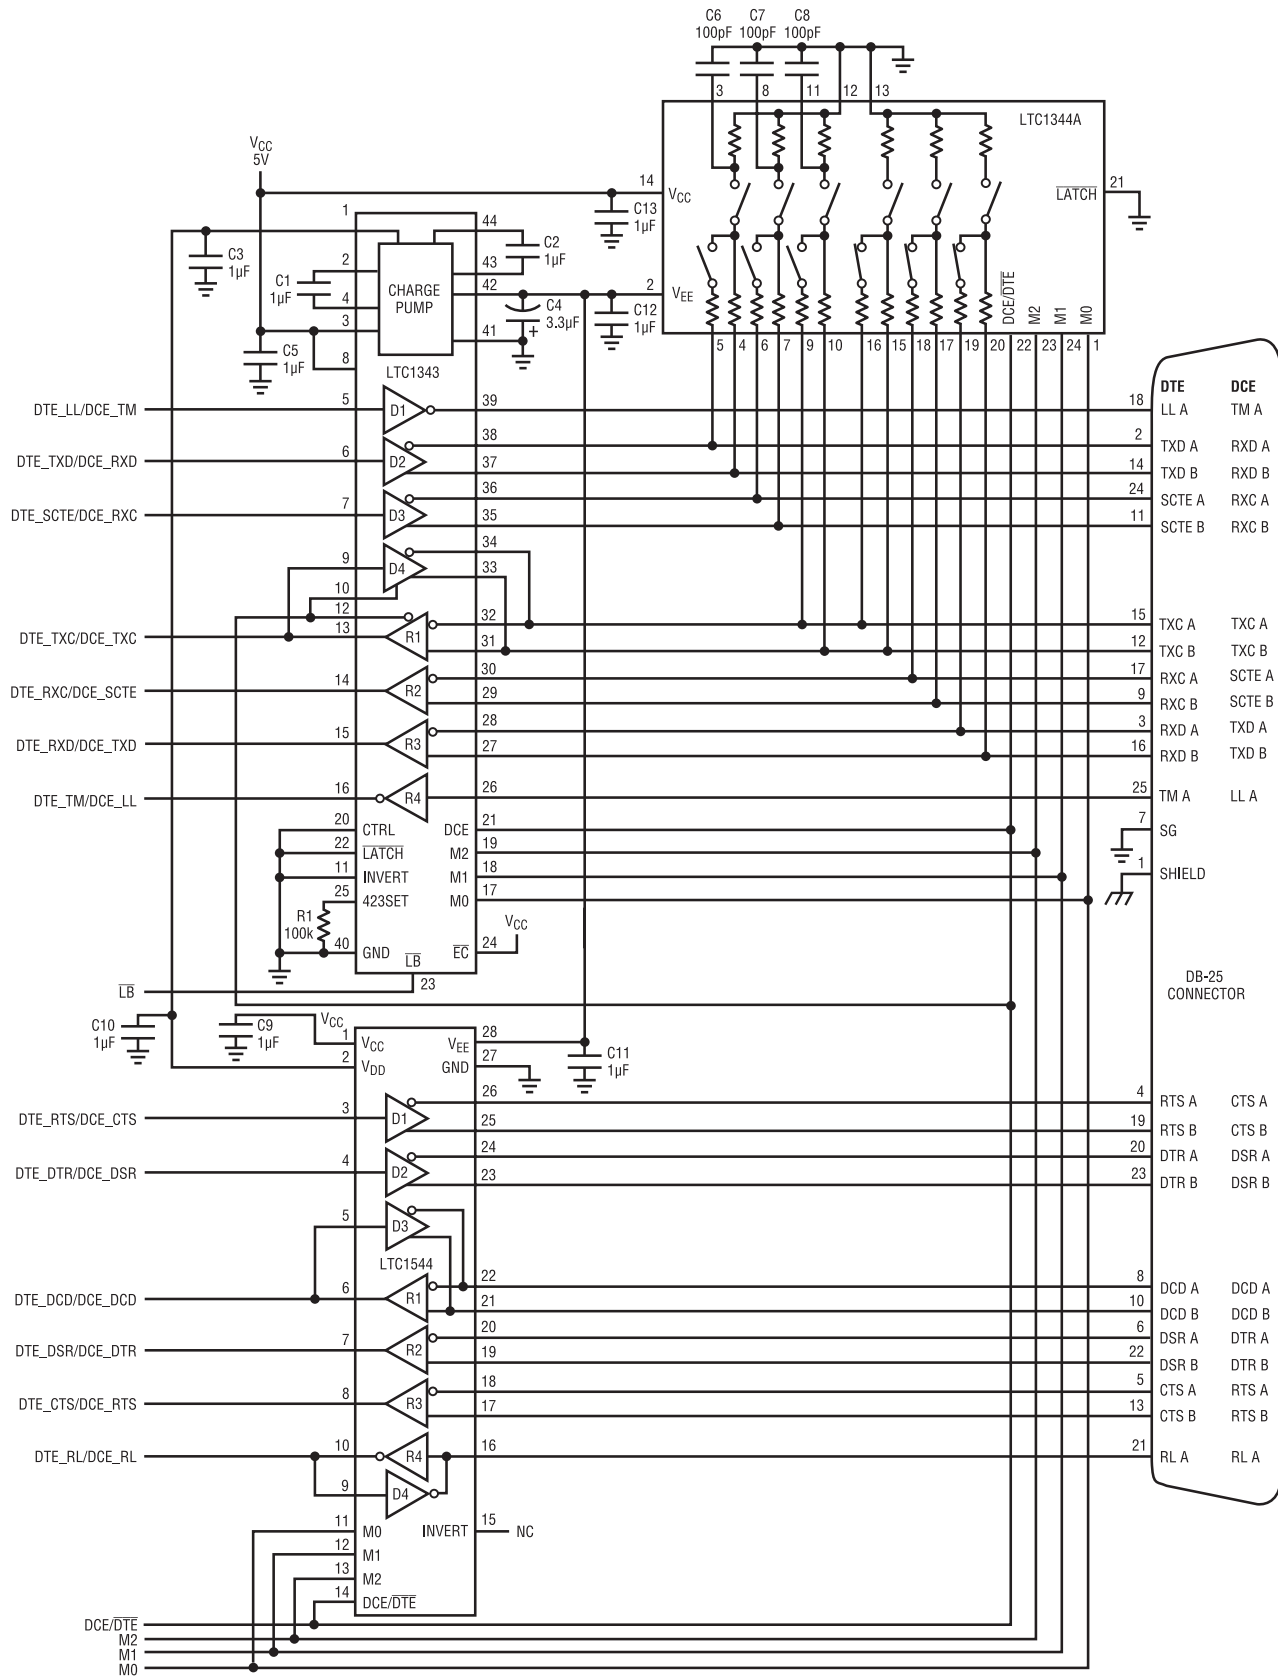 C6 C7 C8
100pF 100pF 100pF
3 8 11 12 13
LTC1344A
VCC
5V
14 VCC
LATCH 21
C13
1µF
1 44
C3
1µF
C2
1µF
2 43
C1
1µF
CHARGE
PUMP
42
2 VEE
4
C4
3.3µF
+
C12
1µF
DCE/DTE M2 M1 M0
3 41
C5
1µF
8
LTC1343
5 4 6 7 9 10 16 15 18 17 19 20 22 23 24 1
DTE DCE
DTE_LL/DCE_TM 5 D1 39 18 LL A TM A
38 2 TXD A RXD A
DTE_TXD/DCE_RXD 6 D2 37 14 TXD B RXD B
36 24 SCTE A RXC A
DTE_SCTE/DCE_RXC 7 D3 35 11 SCTE B RXC B
34
9 D4 33
10
12 32 15 TXC A TXC A
DTE_TXC/DCE_TXC 13 R1 31 12 TXC B TXC B
30 17 RXC A SCTE A
DTE_RXC/DCE_SCTE 14 R2 29 9 RXC B SCTE B
28 3 RXD A TXD A
DTE_RXD/DCE_TXD 15 R3 27 16 RXD B TXD B
DTE_TM/DCE_LL 16 R4 26 25 TM A LL A
20 CTRL DCE 21 7 SG
22 LATCH M2 19
11 INVERT M1 18 1 SHIELD
25 423SET M0 17
R1
100k
VCC
40 GND EC 24
LB
23
LB
DB-25
CONNECTOR
C10
1µF
C9
1µF
VCC
1 VCC VEE 28
2 VDD GND 27
C11
1µF
26 4 RTS A CTS A
DTE_RTS/DCE_CTS 3 D1 25 19 RTS B CTS B
24 20 DTR A DSR A
DTE_DTR/DCE_DSR 4 D2 23 23 DTR B DSR B
5 D3
LTC1544
22 8 DCD A DCD A
DTE_DCD/DCE_DCD 6 R1 21 10 DCD B DCD B
20 6 DSR A DTR A
DTE_DSR/DCE_DTR 7 R2 19 22 DSR B DTR B
18 5 CTS A RTS A
DTE_CTS/DCE_RTS 8 R3 17 13 CTS B RTS B
DTE_RL/DCE_RL 10 R4 16 21 RL A RL A
9 D4
11 M0 INVERT 15 NC
12 M1
13 M2
14 DCE/DTE
DCE/DTE
M2
M1
M0